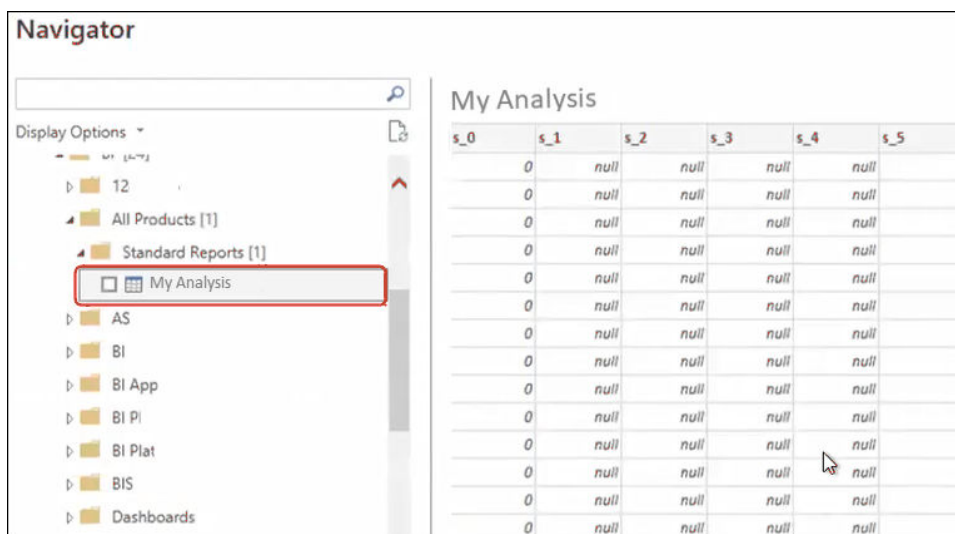 Navigator
Display Options
12
All Products [1]
Standard Reports [1]
My Analysis
AS
BI
BI App
BI Pl
BI Plat
BIS
Dashboards
My Analysis
s_0 s_1 s_2 s_3 s_4 s_5
0 null null null null
0 null null null null
0 null null null null
0 null null null null
0 null null null null
0 null null null null
0 null null null null
0 null null null null
0 null null null null
0 null null null null
0 null null null null
0 null null null null
0 null null null null
0 null null null null